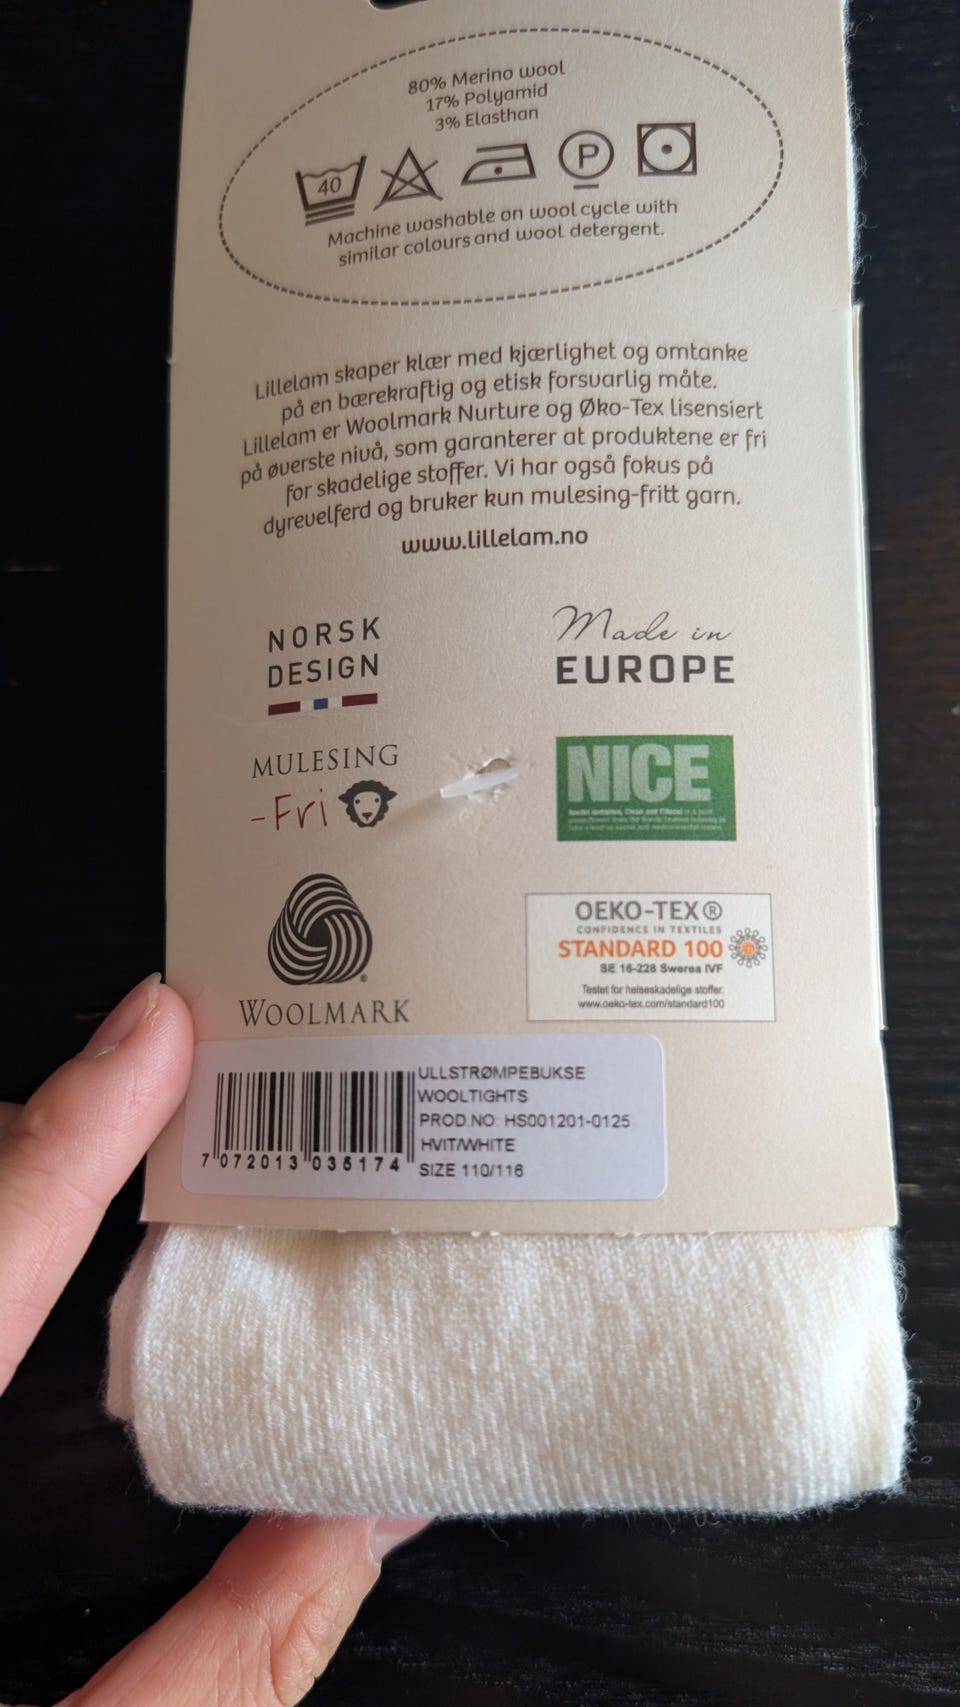 80% Merino wool
17% Polyamid
3% Elasthan
40
P
Machine washable on wool cycle with
similar colours and wool detergent.
Lillelam skaper klær med kjærlighet og omtanke
på en bærekraftig og etisk forsvarlig måte.
Lillelam er Woolmark Nurture og Øko-Tex lisensiert
på øverste nivå, som garanterer at produktene er fri
for skadelige stoffer. Vi har også fokus på
dyrevelferd og bruker kun mulesing-fritt garn.
www.lillelam.no
NORSK
DESIGN
Made in
EUROPE
MULESING
-Fri
NICE
WOOLMARK
OEKO-TEX®
CONFIDENCE IN TEXTILES
STANDARD 100
SE 16-228 Swerea IVF
Testet for helseskadelige stoffer.
www.oeko-tex.com/standard100
ULLSTRØMPEBUKSE
WOOLTIGHTS
PROD.NO: HS001201-0125
HVIT/WHITE
SIZE 110/116
7 072013 035174